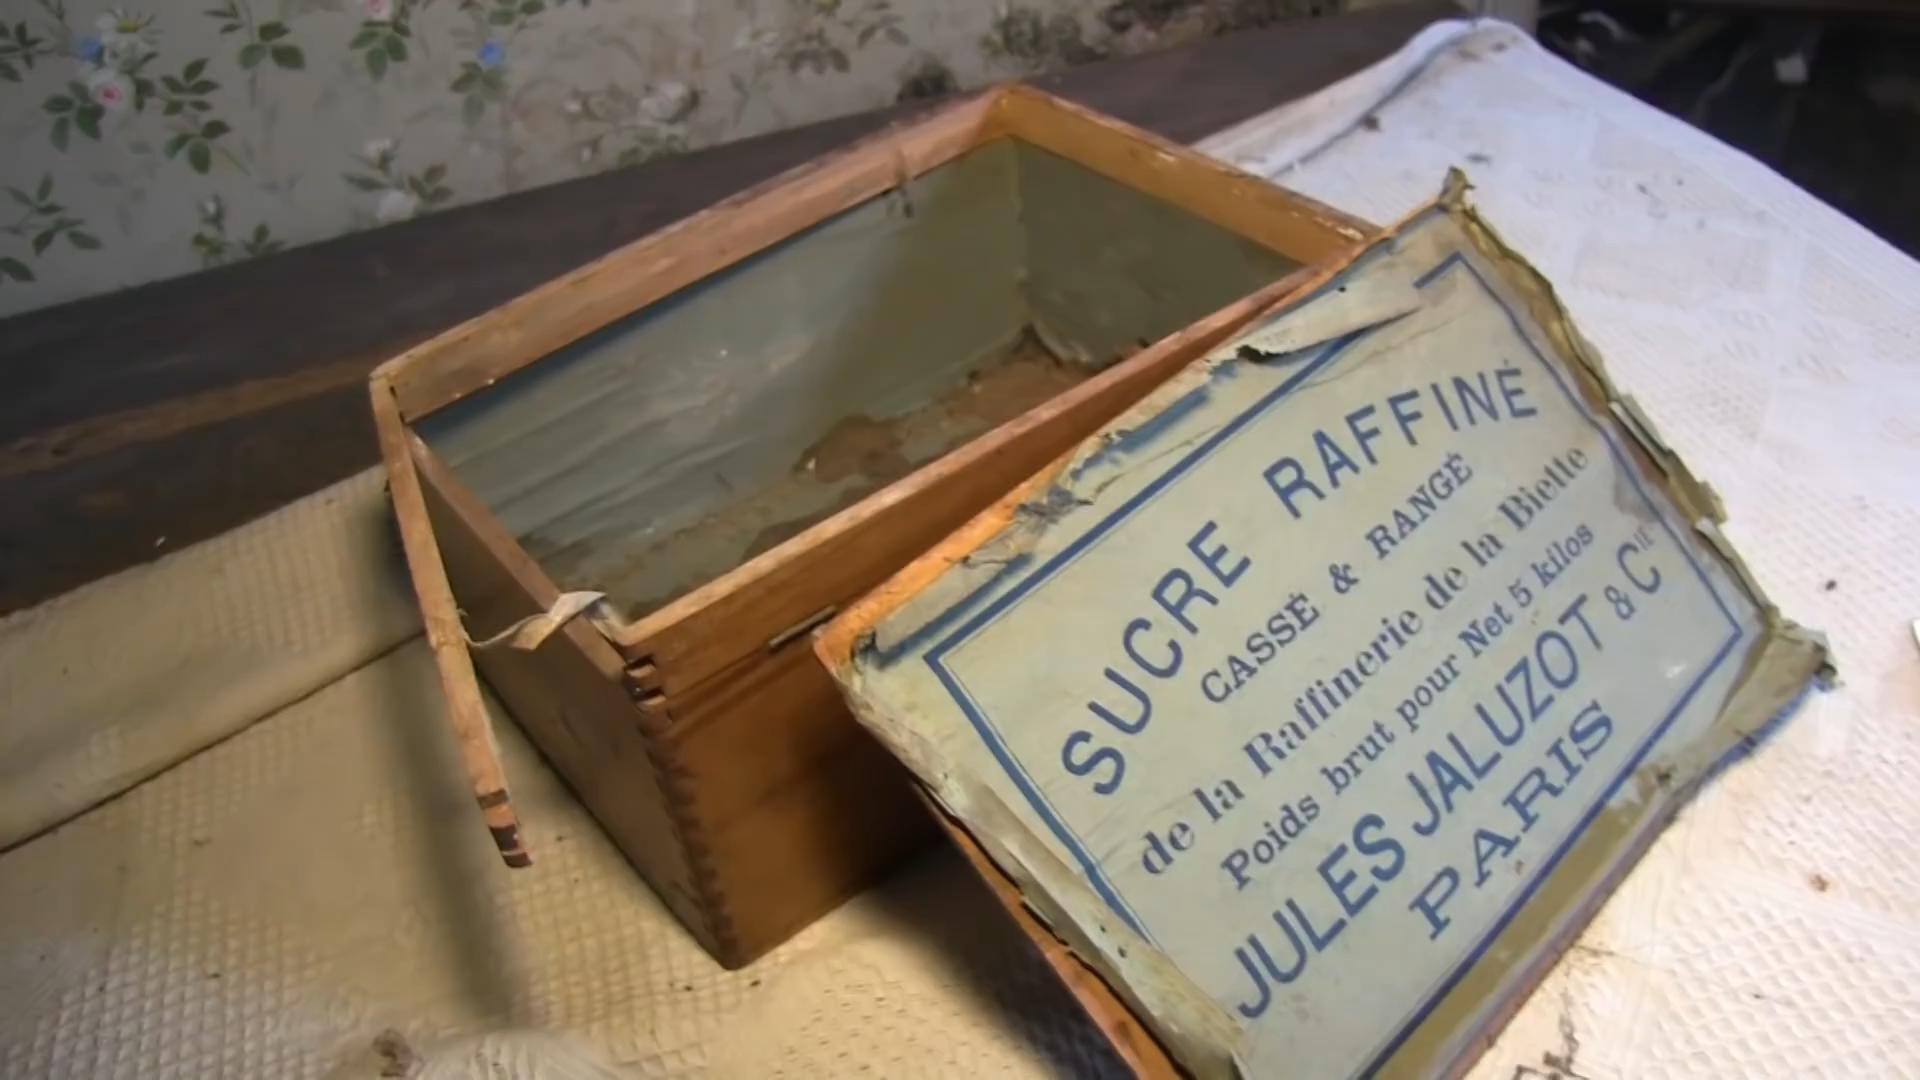 SUCRE RAFFINÉ
CASSÉ & RANGÉ
de la Raffinerie de la Biette
Poids brut pour Net 5 kilos
JULES JALUZOT & CIE
PARIS